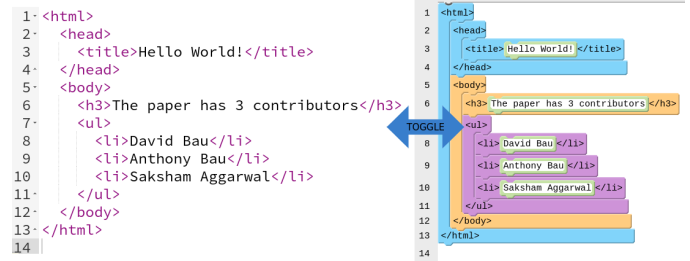 1 <html>
2 <head>
3 <title>Hello World!</title>
4 </head>
5 <body>
6 <h3>The paper has 3 contributors</h3>
7 <ul>
8 <li>David Bau</li>
9 <li>Anthony Bau</li>
10 <li>Saksham Aggarwal</li>
11 </ul>
12 </body>
13 </html>
14
TOGGLE
1 <html>
2 <head>
3 <title> Hello World! </title>
4 </head>
5 <body>
6 <h3> The paper has 3 contributors </h3>
<ul>
8 <li> David Bau </li>
9 <li> Anthony Bau </li>
10 <li> Saksham Aggarwal </li>
11 </ul>
12 </body>
13 </html>
14